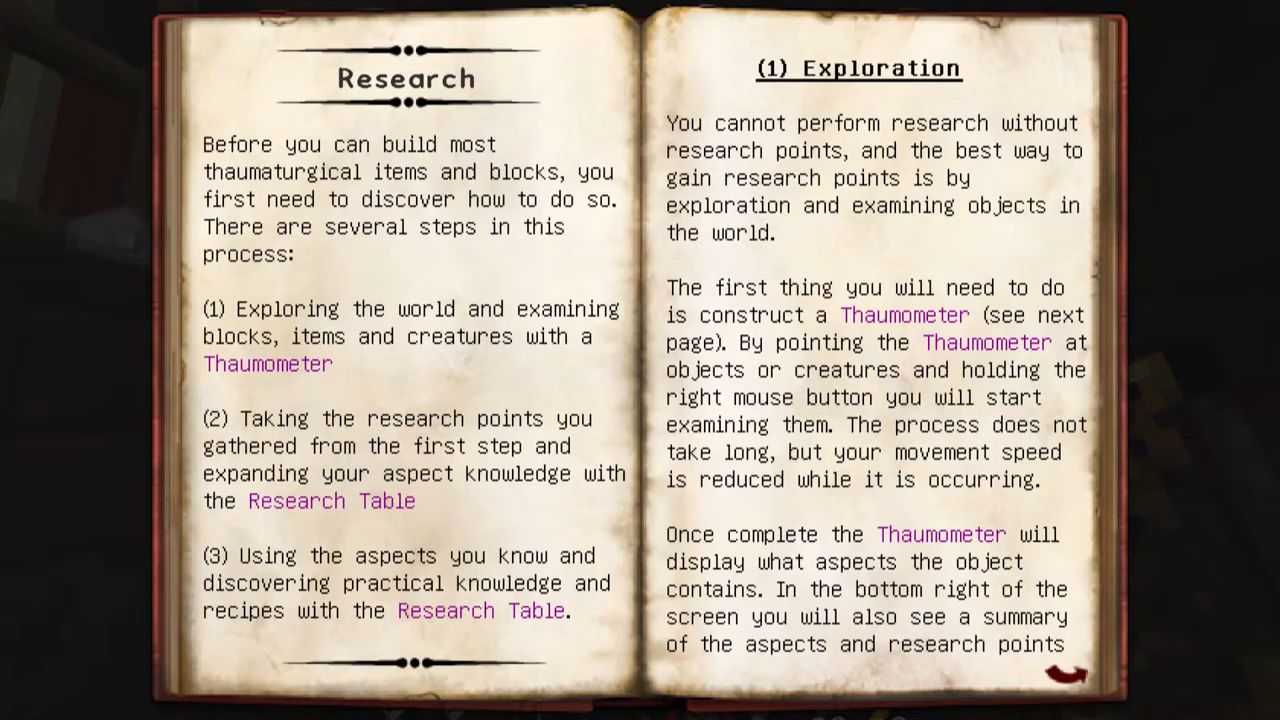 Research
Before you can build most
thaumaturgical items and blocks, you
first need to discover how to do so.
There are several steps in this
process:
(1) Exploring the world and examining
blocks, items and creatures with a
Thaumometer
(2) Taking the research points you
gathered from the first step and
expanding your aspect knowledge with
the Research Table
(3) Using the aspects you know and
discovering practical knowledge and
recipes with the Research Table.
(1) Exploration
You cannot perform research without
research points, and the best way to
gain research points is by
exploration and examining objects in
the world.
The first thing you will need to do
is construct a Thaumometer (see next
page). By pointing the Thaumometer at
objects or creatures and holding the
right mouse button you will start
examining them. The process does not
take long, but your movement speed
is reduced while it is occurring.
Once complete the Thaumometer will
display what aspects the object
contains. In the bottom right of the
screen you will also see a summary
of the aspects and research points